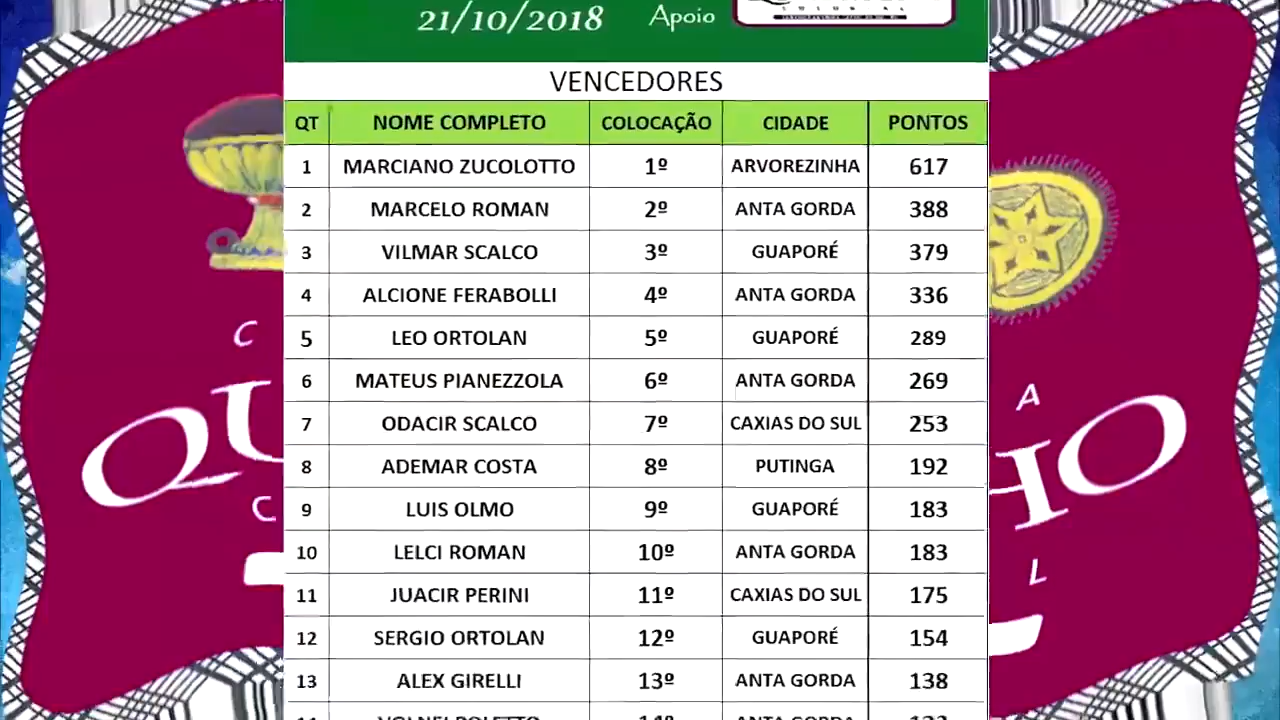 21/10/2018 Apoio
VENCEDORES
QT NOME COMPLETO COLOCAÇÃO CIDADE PONTOS
1 MARCIANO ZUCOLOTTO 1º ARVOREZINHA 617
2 MARCELO ROMAN 2º ANTA GORDA 388
3 VILMAR SCALCO 3º GUAPORÉ 379
4 ALCIONE FERABOLLI 4º ANTA GORDA 336
5 LEO ORTOLAN 5º GUAPORÉ 289
6 MATEUS PIANEZZOLA 6º ANTA GORDA 269
7 ODACIR SCALCO 7º CAXIAS DO SUL 253
8 ADEMAR COSTA 8º PUTINGA 192
9 LUIS OLMO 9º GUAPORÉ 183
10 LELCI ROMAN 10º ANTA GORDA 183
11 JUACIR PERINI 11º CAXIAS DO SUL 175
12 SERGIO ORTOLAN 12º GUAPORÉ 154
13 ALEX GIRELLI 13º ANTA GORDA 138